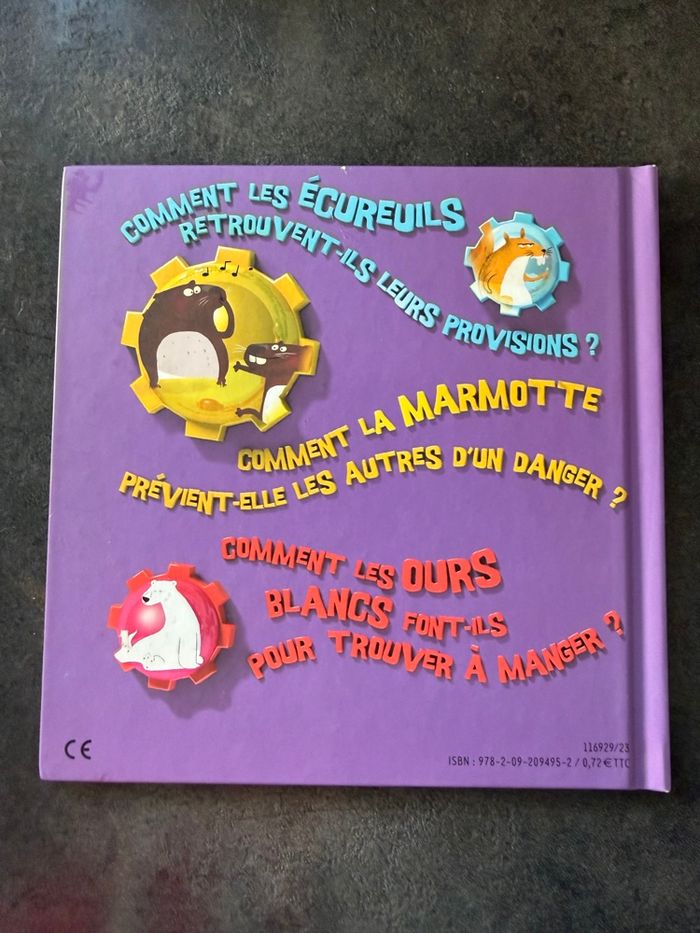 COMMENT LES ÉCUREUILS
RETROUVENT-ILS LEURS PROVISIONS ?
COMMENT LA MARMOTTE
PRÉVIENT-ELLE LES AUTRES D'UN DANGER ?
COMMENT LES OURS
BLANCS FONT-ILS
POUR TROUVER À MANGER ?
CE
116929/23
ISBN : 978-2-09-209495-2 / 0,72 € TTC